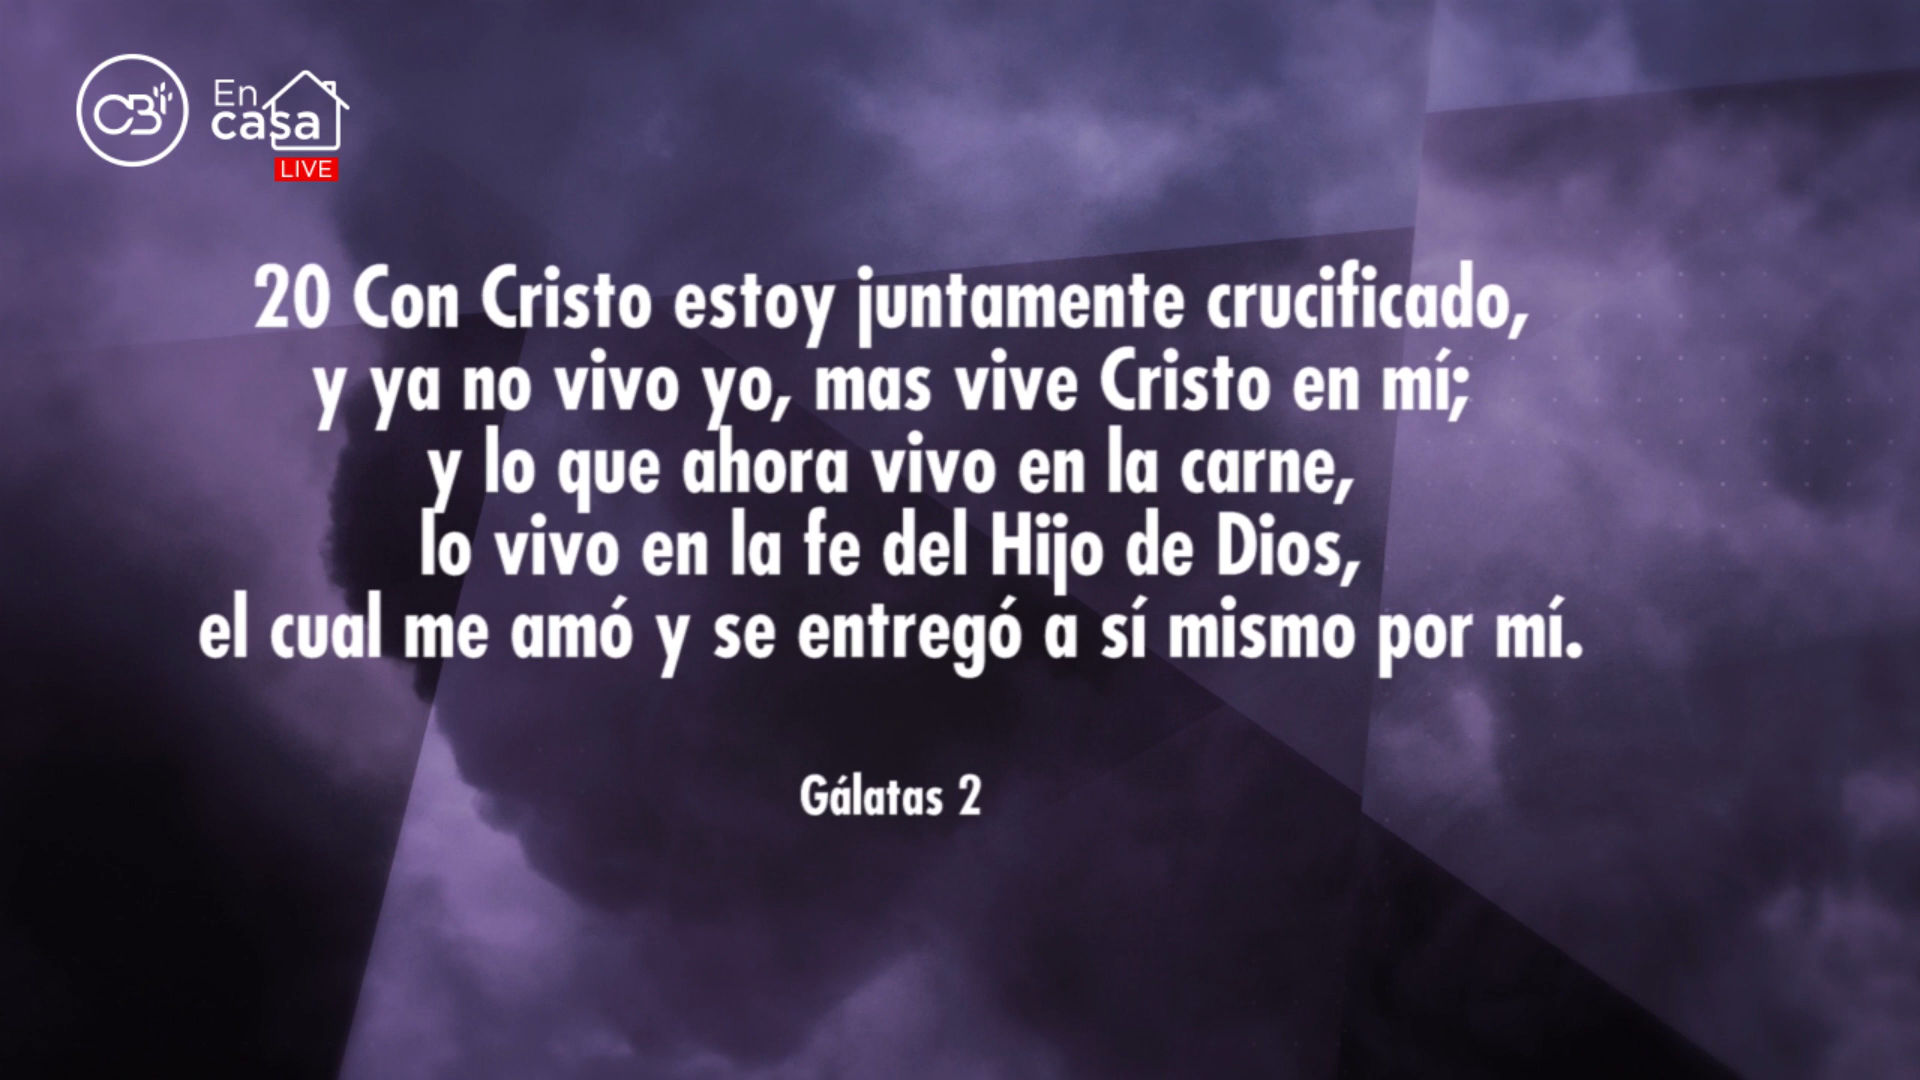 CBi
En
casa
LIVE
20 Con Cristo estoy juntamente crucificado,
y ya no vivo yo, mas vive Cristo en mí;
y lo que ahora vivo en la carne,
lo vivo en la fe del Hijo de Dios,
el cual me amó y se entregó a sí mismo por mí.
Gálatas 2